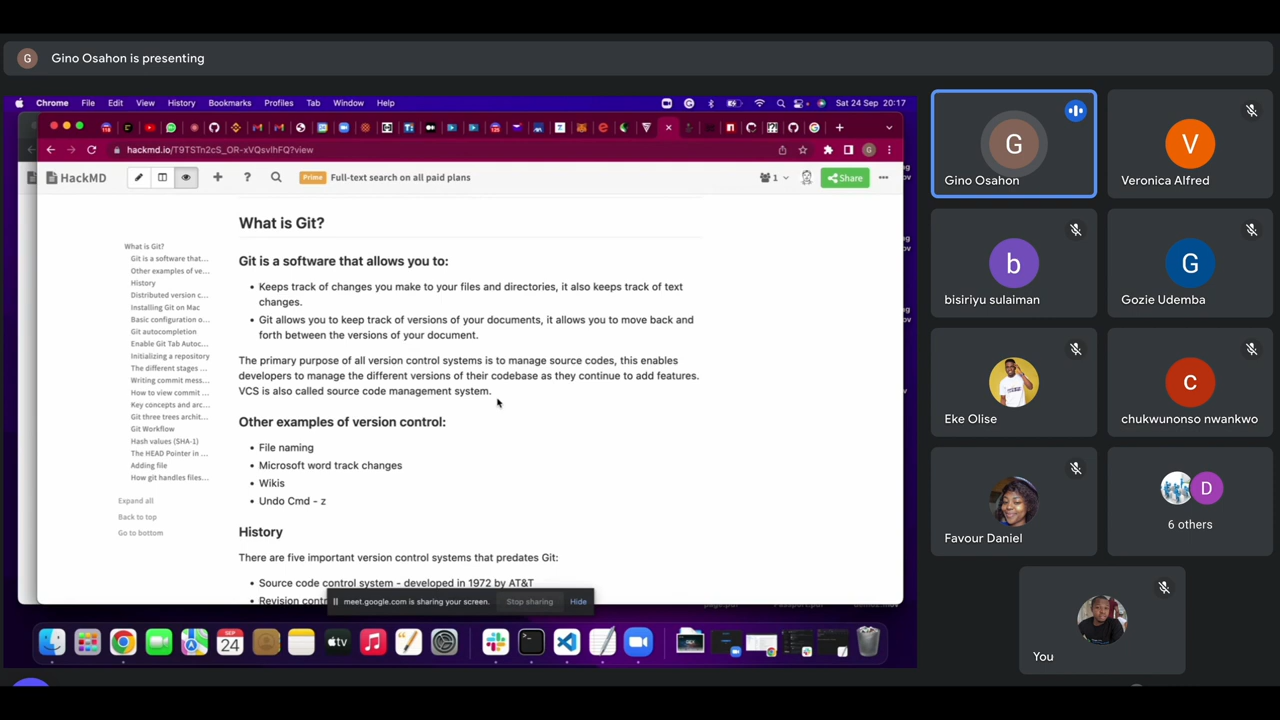 G
Gino Osahon is presenting
Chrome File Edit View History Bookmarks Profiles Tab Window Help
Sat 24 Sep 20:17
hackmd.io/T9TSTn2cS_OR-xVQsvlhFQ?view
G
HackMD
Prime Full-text search on all paid plans
1
Share
What is Git?
Git is a software that...
Other examples of ve...
History
Distributed version c...
Installing Git on Mac
Basic configuration o...
Git autocompletion
Enable Git Tab Autoc...
Initializing a repository
The different stages ...
Writing commit mess...
How to view commit ...
Key concepts and arc...
Git three trees archit...
Git Workflow
Hash values (SHA-1)
The HEAD Pointer in ...
Adding file
How git handles files...
Expand all
Back to top
Go to bottom
What is Git?
Git is a software that allows you to:
Keeps track of changes you make to your files and directories, it also keeps track of text
changes.
Git allows you to keep track of versions of your documents, it allows you to move back and
forth between the versions of your document.
The primary purpose of all version control systems is to manage source codes, this enables
developers to manage the different versions of their codebase as they continue to add features.
VCS is also called source code management system.
Other examples of version control:
File naming
Microsoft word track changes
Wikis
Undo Cmd - z
History
There are five important version control systems that predates Git:
Source code control system - developed in 1972 by AT&T
Revision contr
meet.google.com is sharing your screen.
Stop sharing
Hide
SEP
24
tv
G
Gino Osahon
V
Veronica Alfred
b
bisiriyu sulaiman
G
Gozie Udemba
Eke Olise
c
chukwunonso nwankwo
Favour Daniel
D
6 others
You